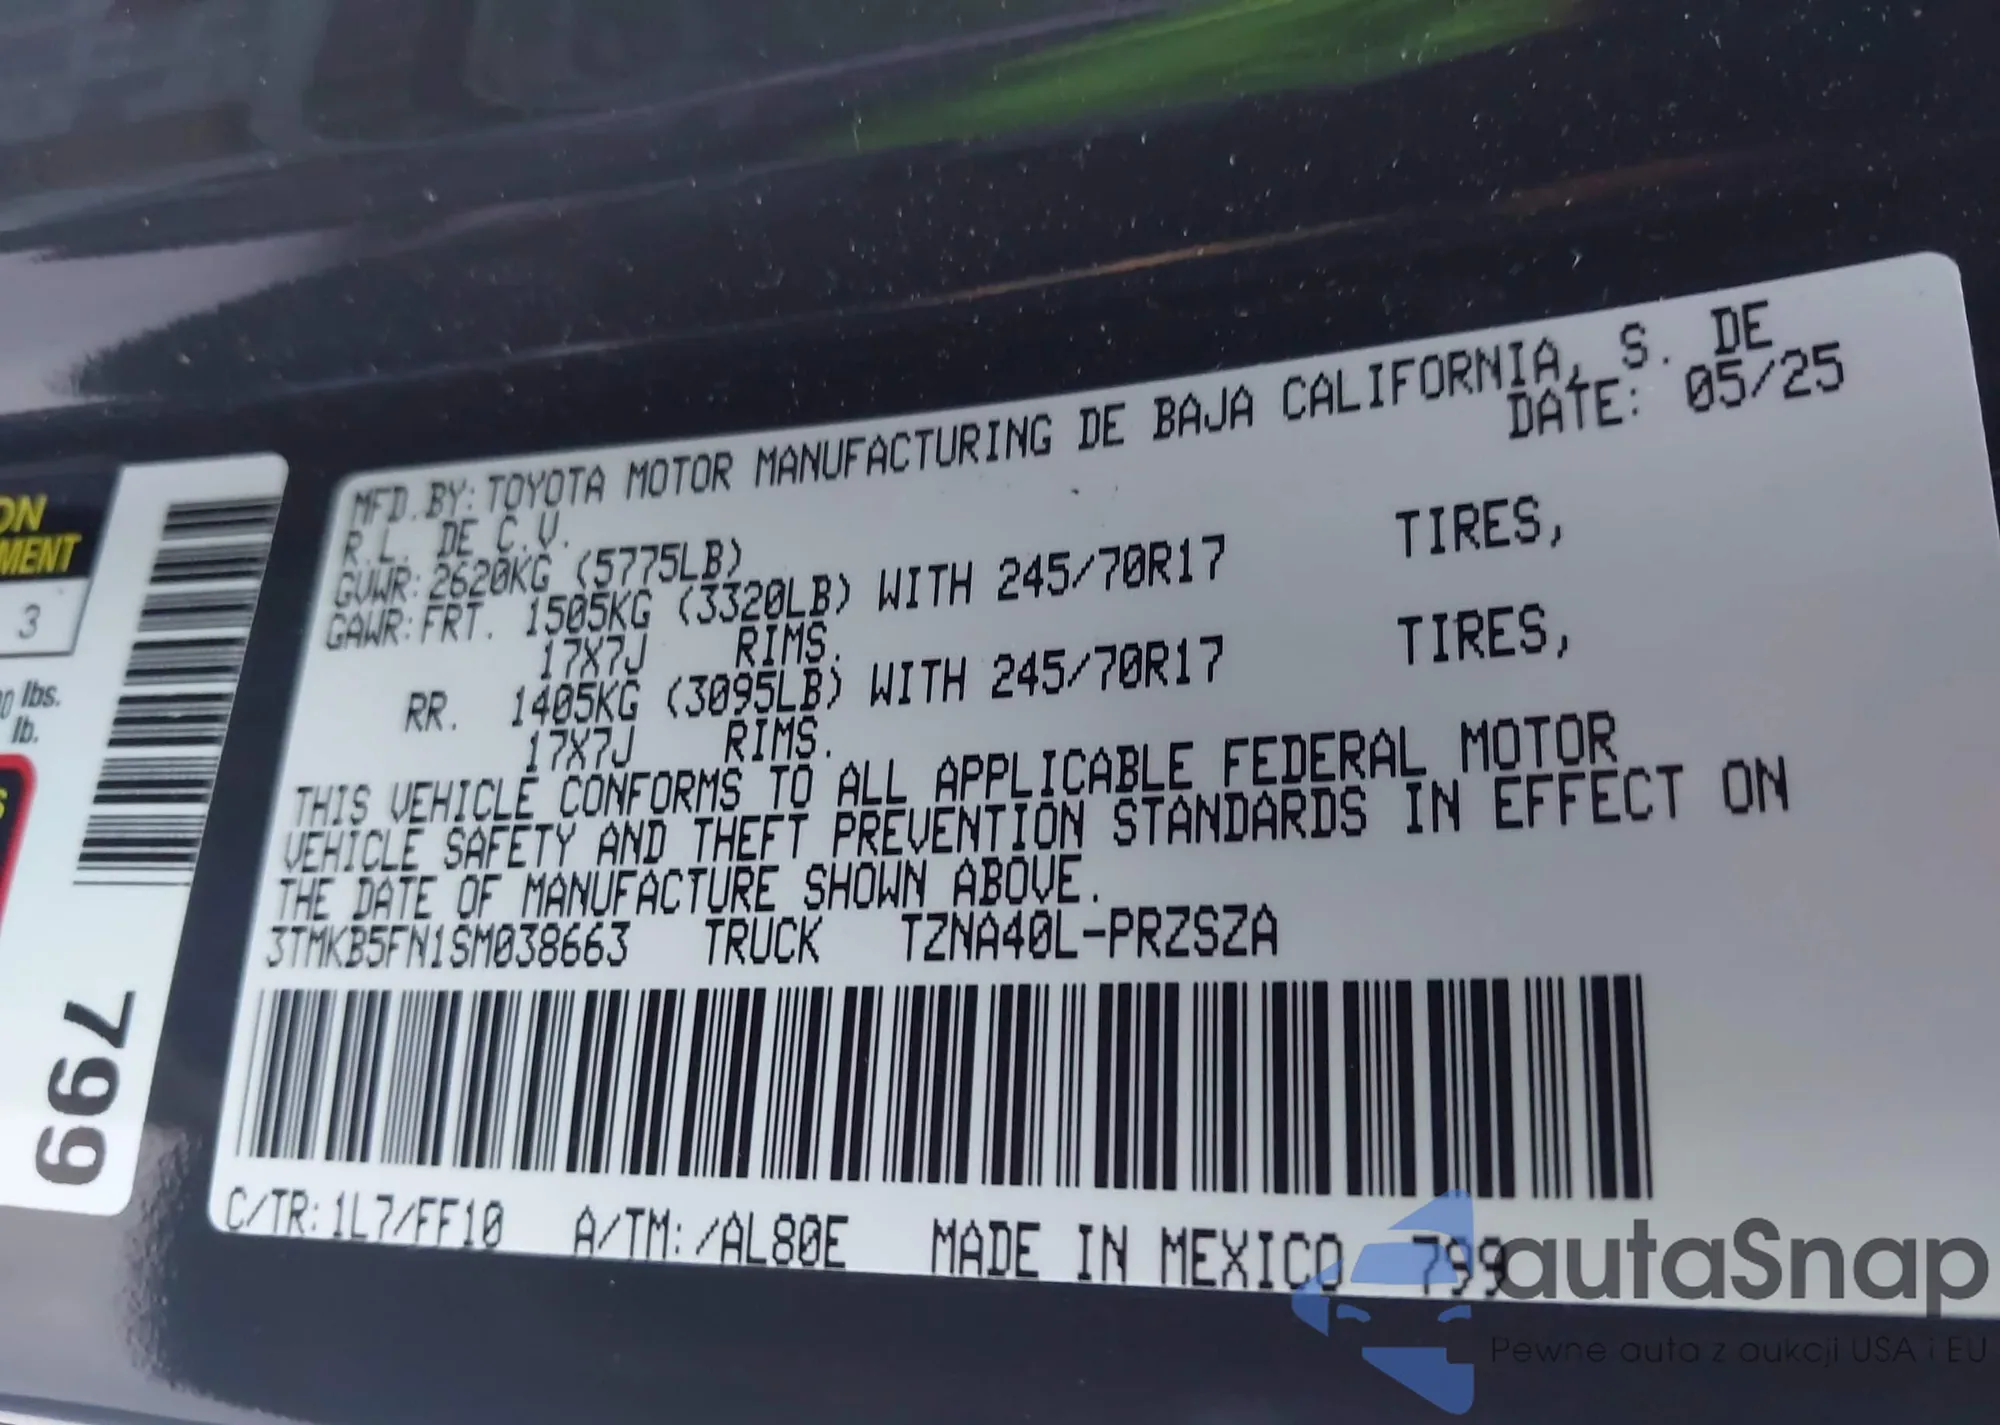 MFD.BY:TOYOTA MOTOR MANUFACTURING DE BAJA CALIFORNIA, S. DE
R.L. DE C.V. DATE: 05/25
GVWR:2620KG (5775LB)
GAWR:FRT. 1505KG (3320LB) WITH 245/70R17 TIRES,
17X7J RIMS.
RR. 1405KG (3095LB) WITH 245/70R17 TIRES,
17X7J RIMS.
THIS VEHICLE CONFORMS TO ALL APPLICABLE FEDERAL MOTOR
VEHICLE SAFETY AND THEFT PREVENTION STANDARDS IN EFFECT ON
THE DATE OF MANUFACTURE SHOWN ABOVE.
3TMKB5FN1SM038663 TRUCK TZNA40L-PRZSZA
C/TR:1L7/FF10 A/TM:/AL80E MADE IN MEXICO 799
3
lbs.
lb.
799
autaSnap
Pewne auta z aukcji USA i EU